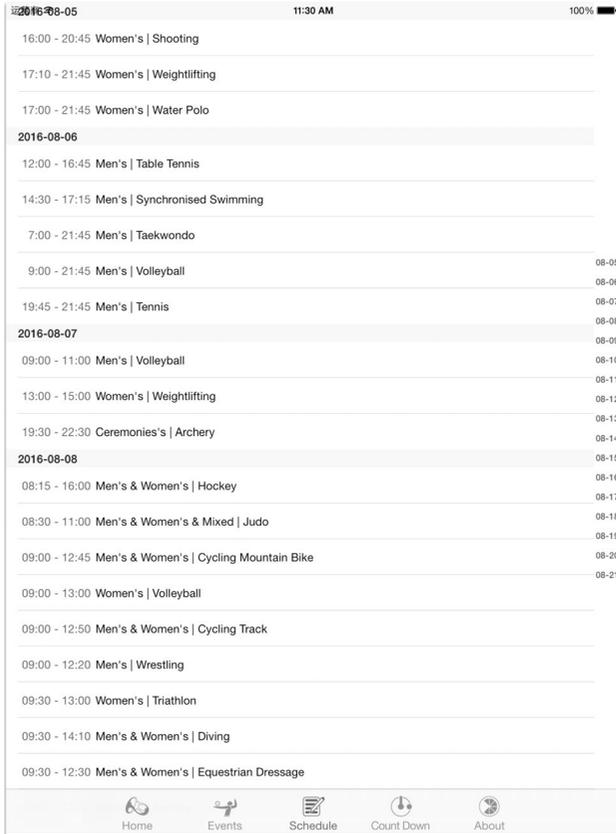 2016-08-05 11:30 AM 100%
16:00 - 20:45 Women's | Shooting
17:10 - 21:45 Women's | Weightlifting
17:00 - 21:45 Women's | Water Polo
2016-08-06
12:00 - 16:45 Men's | Table Tennis
14:30 - 17:15 Men's | Synchronised Swimming
7:00 - 21:45 Men's | Taekwondo
9:00 - 21:45 Men's | Volleyball
19:45 - 21:45 Men's | Tennis
2016-08-07
09:00 - 11:00 Men's | Volleyball
13:00 - 15:00 Women's | Weightlifting
19:30 - 22:30 Ceremonies's | Archery
2016-08-08
08:15 - 16:00 Men's & Women's | Hockey
08:30 - 11:00 Men's & Women's & Mixed | Judo
09:00 - 12:45 Men's & Women's | Cycling Mountain Bike
09:00 - 13:00 Women's | Volleyball
09:00 - 12:50 Men's & Women's | Cycling Track
09:00 - 12:20 Men's | Wrestling
09:30 - 13:00 Women's | Triathlon
09:30 - 14:10 Men's & Women's | Diving
09:30 - 12:30 Men's & Women's | Equestrian Dressage
Home Events Schedule Count Down About